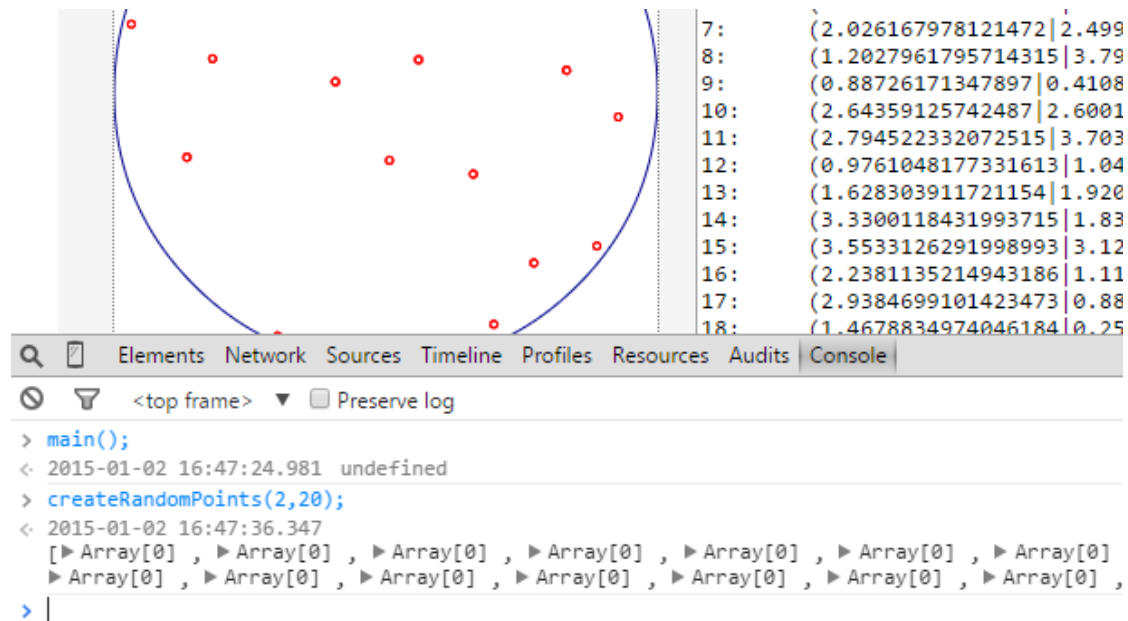 7: (2.026167978121472|2.499
8: (1.2027961795714315|3.79
9: (0.88726171347897|0.4108
10: (2.64359125742487|2.6001
11: (2.794522332072515|3.703
12: (0.9761048177331613|1.04
13: (1.628303911721154|1.920
14: (3.3300118431993715|1.83
15: (3.5533126291998993|3.12
16: (2.2381135214943186|1.11
17: (2.9384699101423473|0.88
18: (1.4678834974046184|0.25
Elements Network Sources Timeline Profiles Resources Audits Console
<top frame> ▼ Preserve log
> main();
<· 2015-01-02 16:47:24.981 undefined
> createRandomPoints(2,20);
<· 2015-01-02 16:47:36.347
[▶ Array[0] , ▶ Array[0] , ▶ Array[0] , ▶ Array[0] , ▶ Array[0] , ▶ Array[0] , ▶ Array[0]
▶ Array[0] , ▶ Array[0] , ▶ Array[0] , ▶ Array[0] , ▶ Array[0] , ▶ Array[0] , ▶ Array[0] ,
>